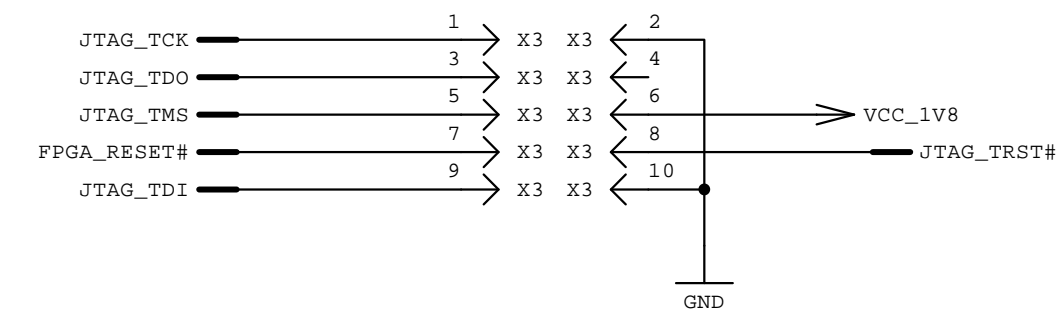 1 2
JTAG_TCK X3 X3
3 4
JTAG_TDO X3 X3
5 6
JTAG_TMS X3 X3 VCC_1V8
7 8
FPGA_RESET# X3 X3 JTAG_TRST#
9 10
JTAG_TDI X3 X3
GND